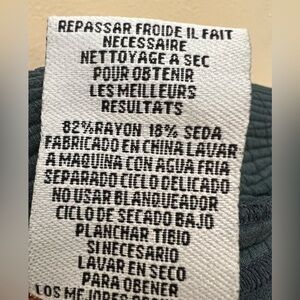 REPASSAR FROIDE IL FAIT
NECESSAIRE
NETTOYAGE A SEC
POUR OBTENIR
LES MEILLEURS
RESULTATS
82%RAYON 18% SEDA
FABRICADO EN CHINA LAVAR
A MAQUINA CON AGUA FRIA
SEPARADO CICLO DELICADO
NO USAR BLANQUEADOR
CICLO DE SECADO BAJO
PLANCHAR TIBIO
SI NECESARIO
LAVAR EN SECO
PARA OBENER
LOS MEJORES